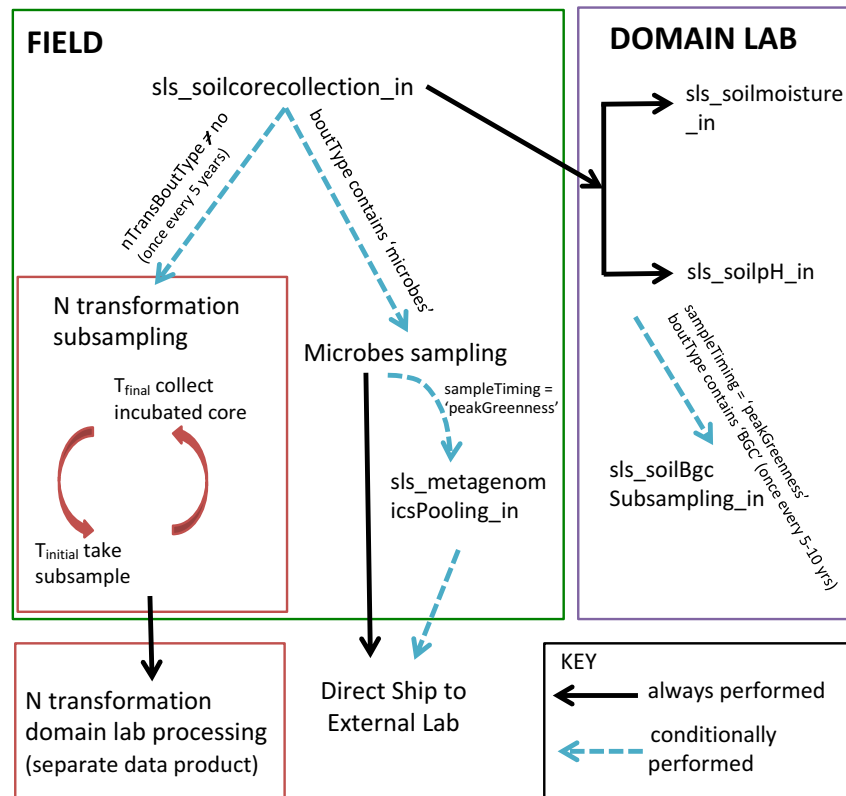 FIELD
sls_soilcorecollection_in
nTransBoutType ≠ no
(once every 5 years)
boutType contains 'microbes'
N transformation
subsampling
Tfinal collect
incubated core
Tinitial take
subsample
Microbes sampling
sampleTiming =
'peakGreenness'
sls_metagenom
icsPooling_in
DOMAIN LAB
sls_soilmoisture
_in
sls_soilpH_in
sampleTiming = 'peakGreenness'
boutType contains 'BGC' (once every 5-10 yrs)
sls_soilBgc
Subsampling_in
N transformation
domain lab processing
(separate data product)
Direct Ship to
External Lab
KEY
always performed
conditionally
performed